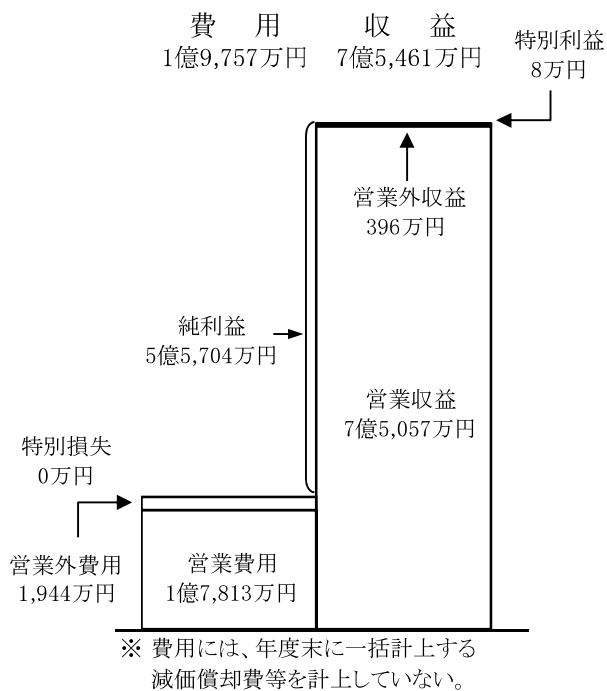 費　用　収　益
1億9,757万円　7億5,461万円
特別利益
8万円
営業外収益
396万円
純利益
5億5,704万円
営業収益
7億5,057万円
特別損失
0万円
営業外費用
1,944万円
営業費用
1億7,813万円
※ 費用には、年度末に一括計上する
減価償却費等を計上していない。